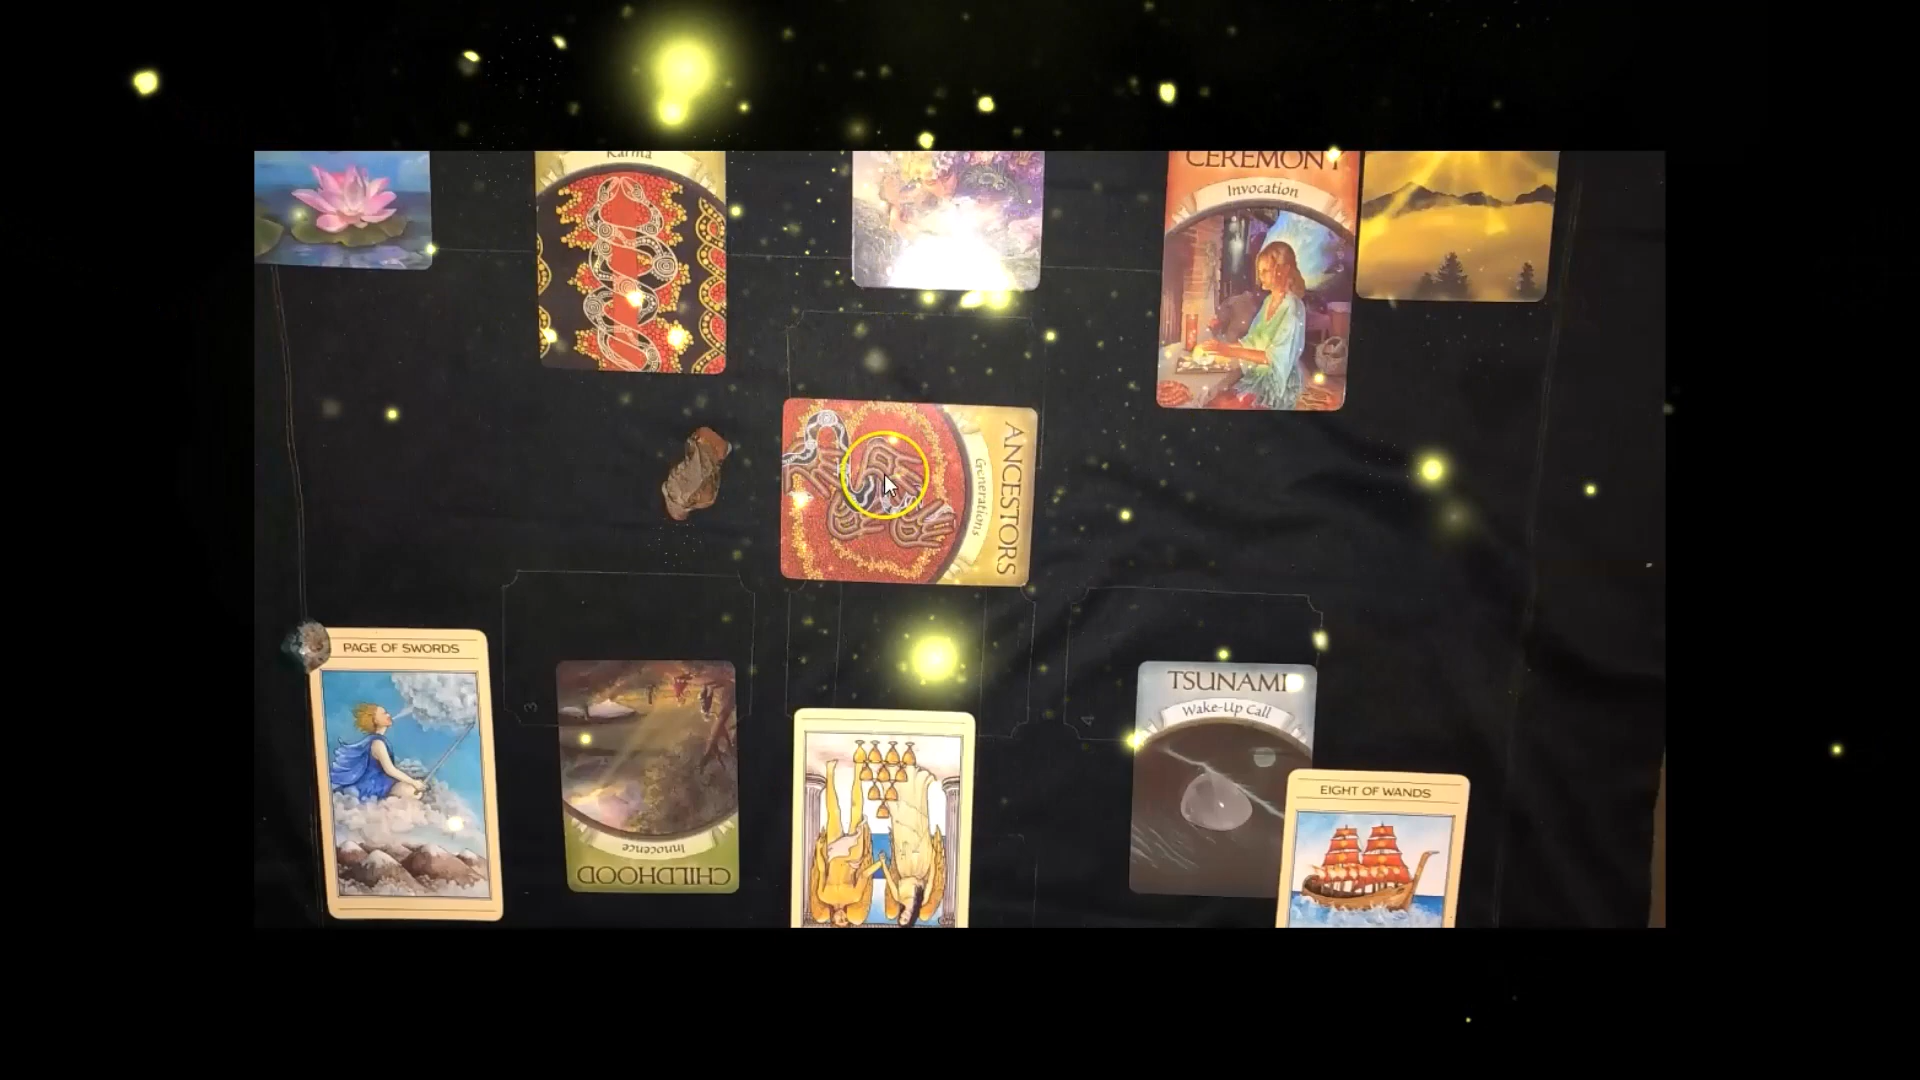 Karma
CEREMONY
Invocation
ANCESTORS
Generations
PAGE OF SWORDS
3
4
TSUNAMI
Wake-Up Call
Innocence
CHILDHOOD
EIGHT OF WANDS